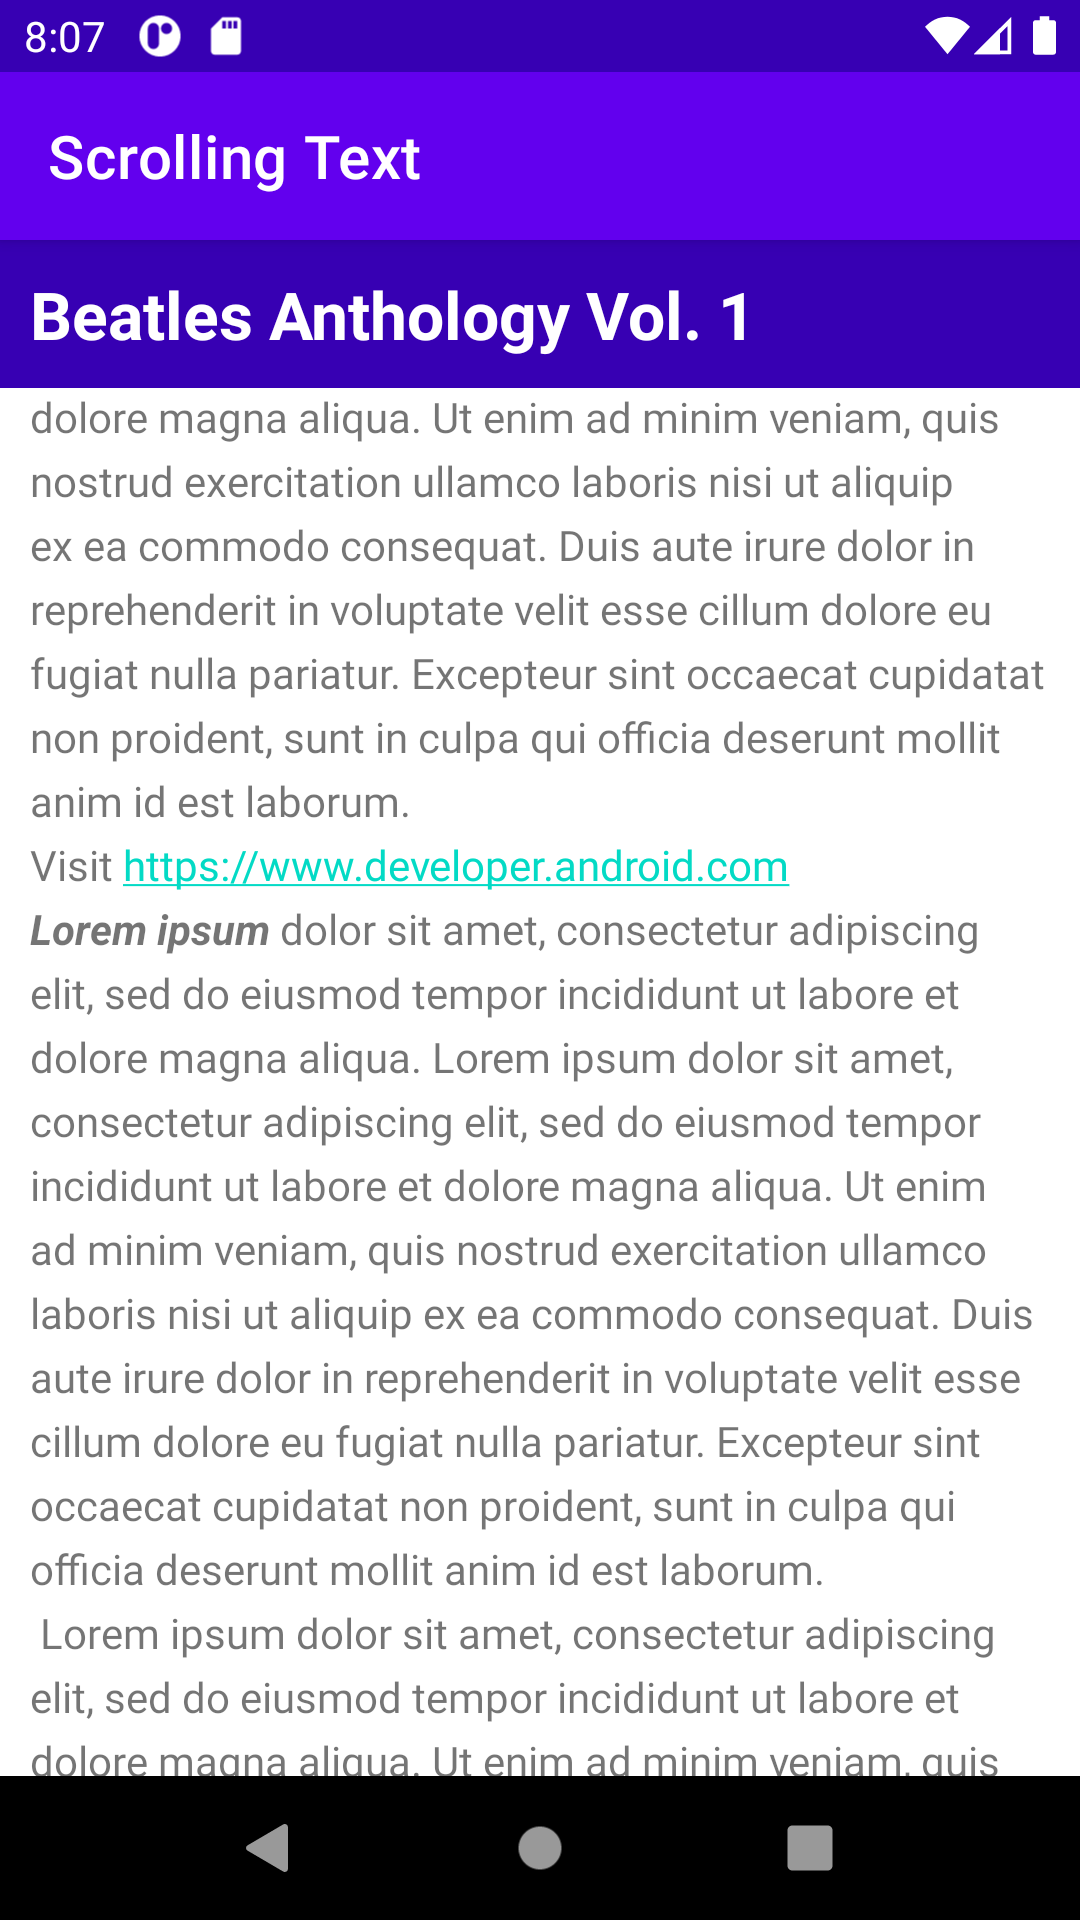 8:07
Scrolling Text
Beatles Anthology Vol. 1
dolore magna aliqua. Ut enim ad minim veniam, quis
nostrud exercitation ullamco laboris nisi ut aliquip
ex ea commodo consequat. Duis aute irure dolor in
reprehenderit in voluptate velit esse cillum dolore eu
fugiat nulla pariatur. Excepteur sint occaecat cupidatat
non proident, sunt in culpa qui officia deserunt mollit
anim id est laborum.
Visit https://www.developer.android.com
Lorem ipsum dolor sit amet, consectetur adipiscing
elit, sed do eiusmod tempor incididunt ut labore et
dolore magna aliqua. Lorem ipsum dolor sit amet,
consectetur adipiscing elit, sed do eiusmod tempor
incididunt ut labore et dolore magna aliqua. Ut enim
ad minim veniam, quis nostrud exercitation ullamco
laboris nisi ut aliquip ex ea commodo consequat. Duis
aute irure dolor in reprehenderit in voluptate velit esse
cillum dolore eu fugiat nulla pariatur. Excepteur sint
occaecat cupidatat non proident, sunt in culpa qui
officia deserunt mollit anim id est laborum.
Lorem ipsum dolor sit amet, consectetur adipiscing
elit, sed do eiusmod tempor incididunt ut labore et
dolore magna aliqua. Ut enim ad minim veniam, quis